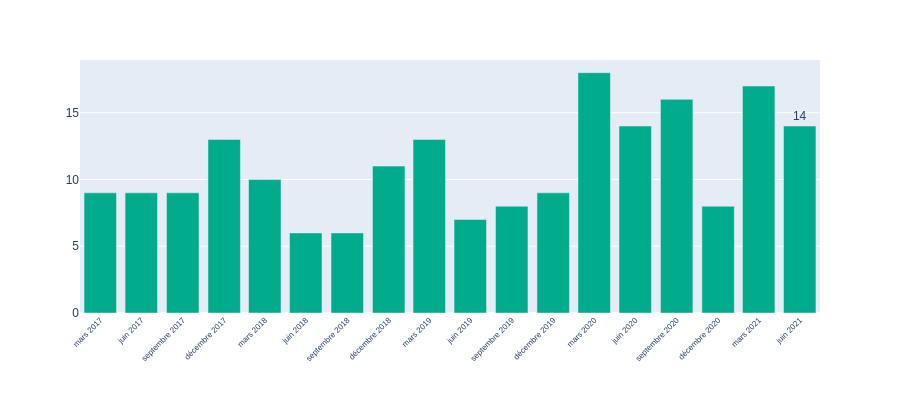 15
10
5
0
14
mars 2017
juin 2017
septembre 2017
décembre 2017
mars 2018
juin 2018
septembre 2018
décembre 2018
mars 2019
juin 2019
septembre 2019
décembre 2019
mars 2020
juin 2020
septembre 2020
décembre 2020
mars 2021
juin 2021